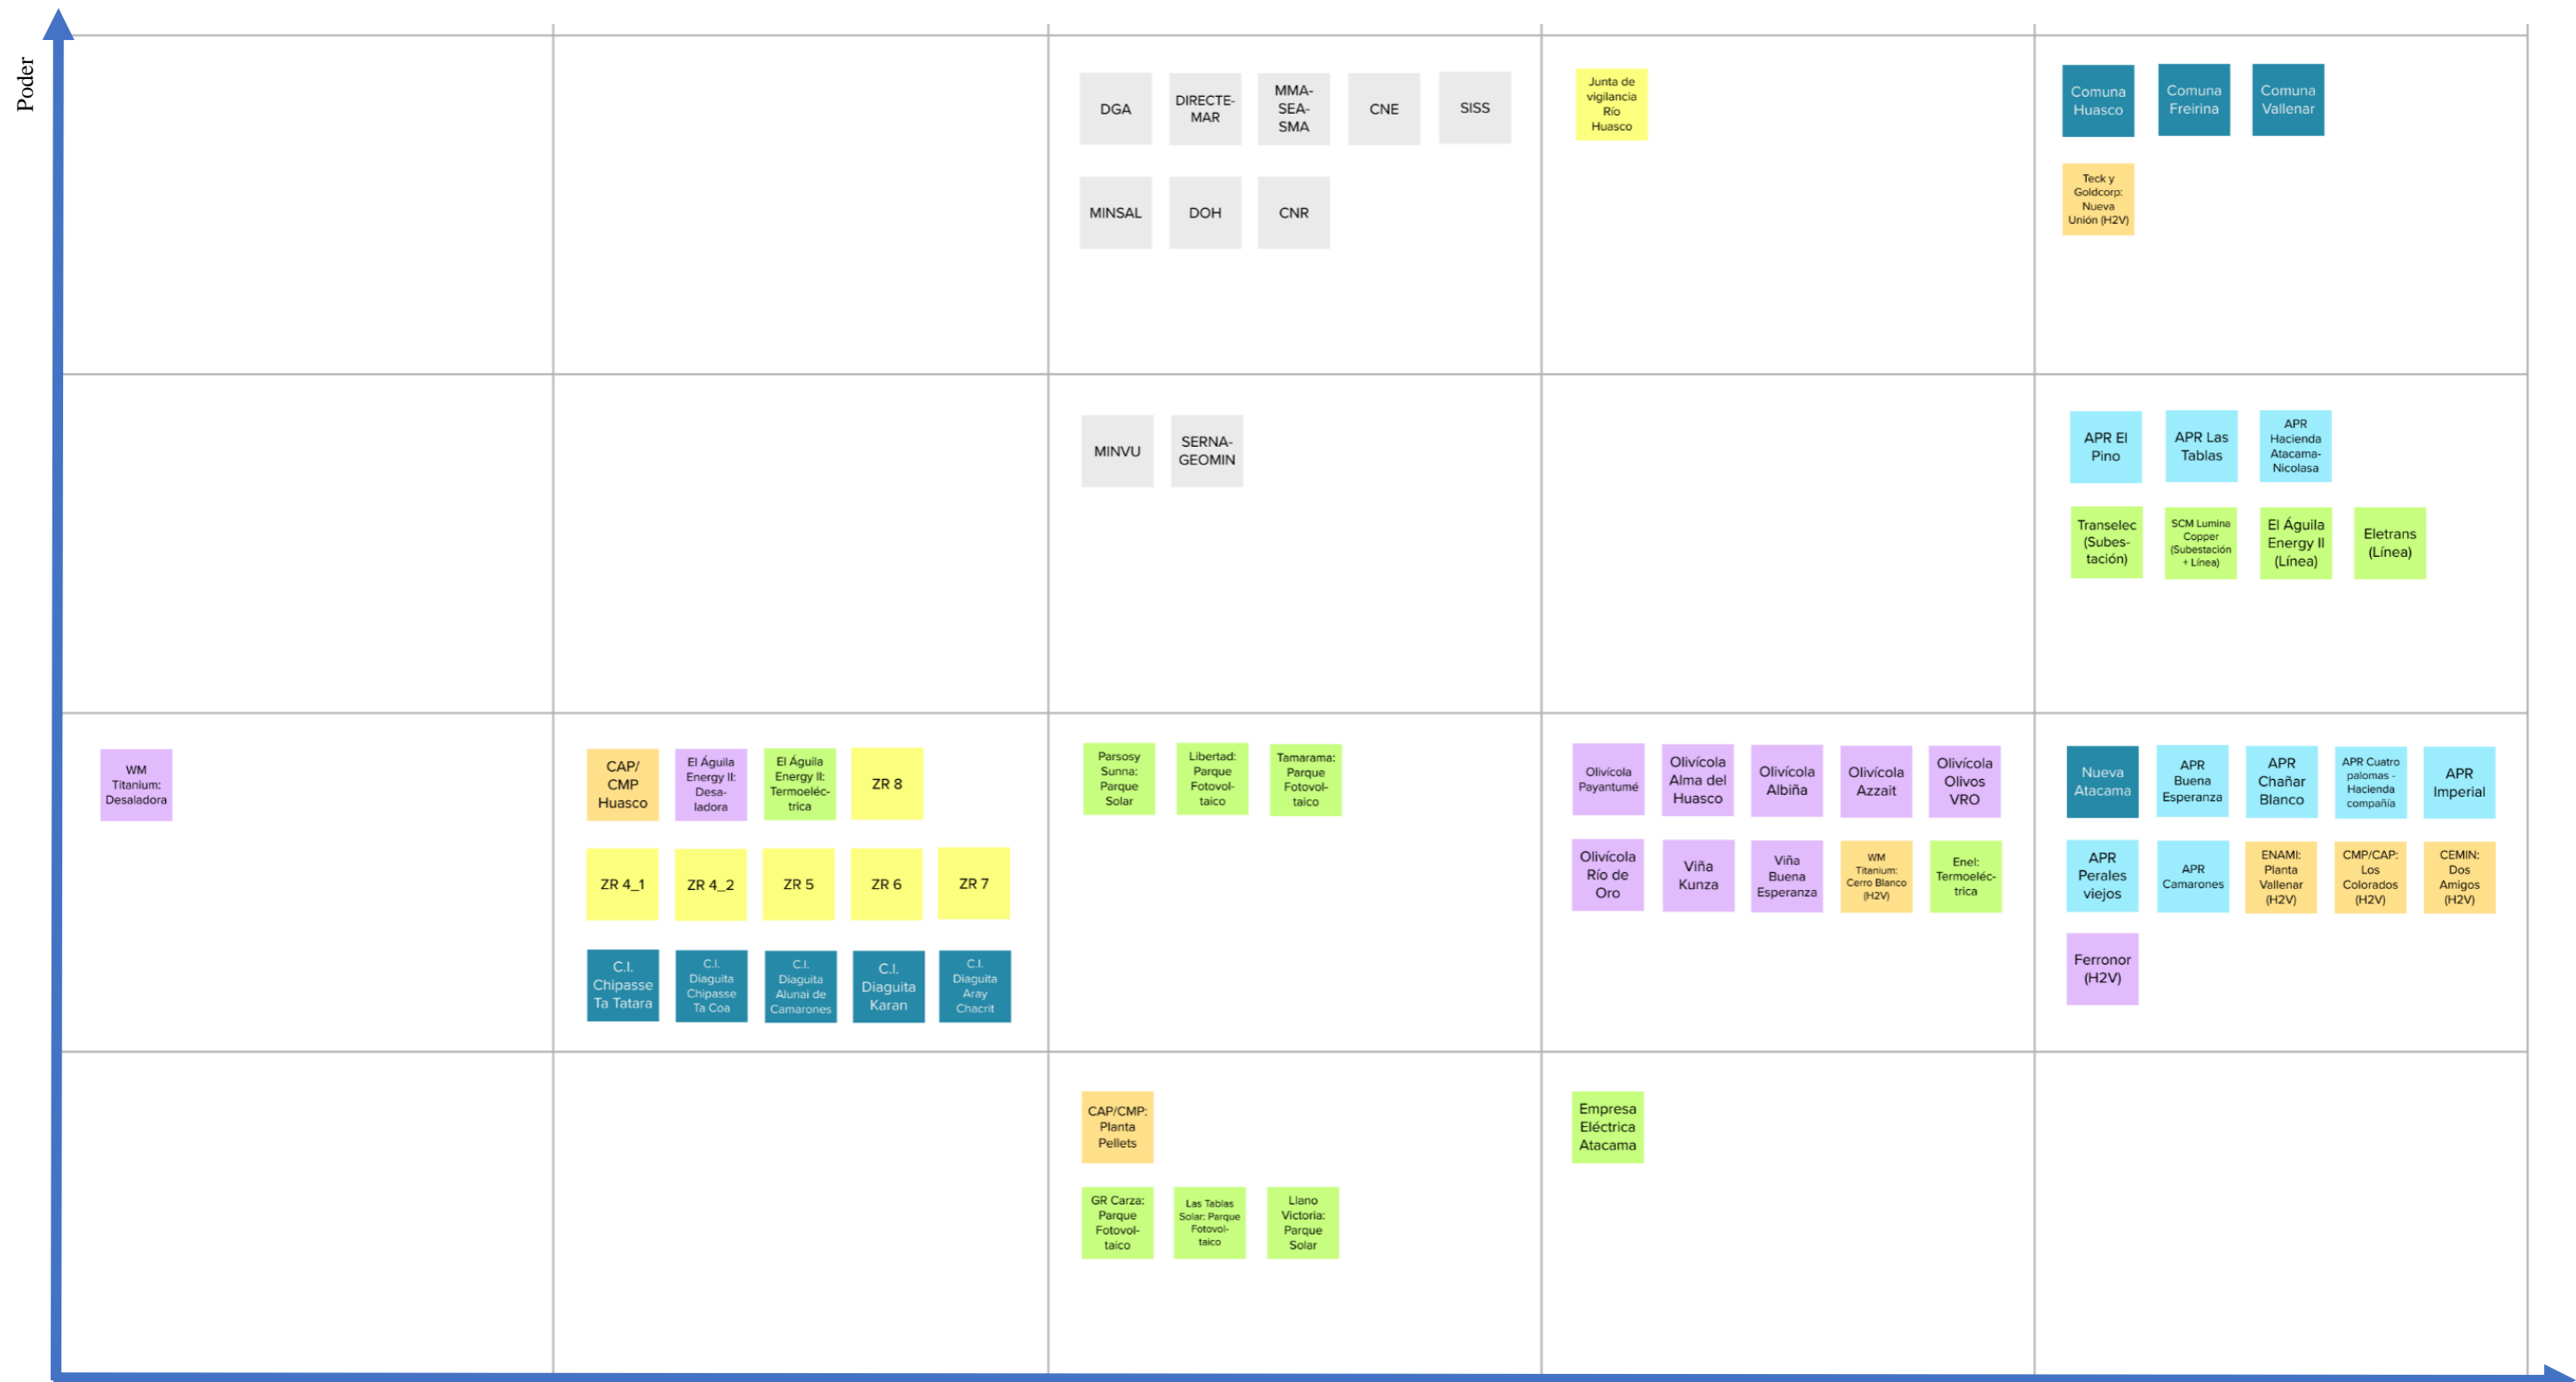 Poder
DGA
DIRECTE-
MAR
MMA-
SEA-
SMA
CNE
SISS
MINSAL
DOH
CNR
Junta de
vigilancia
Río
Huasco
Comuna
Huasco
Comuna
Freirina
Comuna
Vallenar
Teck y
Goldcorp:
Nueva
Unión (H2V)
MINVU
SERNA-
GEOMIN
APR El
Pino
APR Las
Tablas
APR
Hacienda
Atacama-
Nicolasa
Transelec
(Subes-
tación)
SCM Lumina
Copper
(Subestación
+ Línea)
El Águila
Energy II
(Línea)
Eletrans
(Línea)
WM
Titanium:
Desaladora
CAP/
CMP
Huasco
El Águila
Energy II:
Desa-
ladora
El Águila
Energy II:
Termoeléc-
trica
ZR 8
ZR 4_1
ZR 4_2
ZR 5
ZR 6
ZR 7
C.I.
Chipasse
Ta Tatara
C.I.
Diaguita
Chipasse
Ta Coa
C.I.
Diaguita
Alunai de
Camarones
C.I.
Diaguita
Karan
C.I.
Diaguita
Aray
Chacrit
Parsosy
Sunna:
Parque
Solar
Libertad:
Parque
Fotovol-
taico
Tamarama:
Parque
Fotovol-
taico
Olivícola
Payantumé
Olivícola
Alma del
Huasco
Olivícola
Albiña
Olivícola
Azzait
Olivícola
Olivos
VRO
Olivícola
Río de
Oro
Viña
Kunza
Viña
Buena
Esperanza
WM
Titanium:
Cerro Blanco
(H2V)
Enel:
Termoeléc-
trica
Nueva
Atacama
APR
Buena
Esperanza
APR
Chañar
Blanco
APR Cuatro
palomas -
Hacienda
compañía
APR
Imperial
APR
Perales
viejos
APR
Camarones
ENAMI:
Planta
Vallenar
(H2V)
CMP/CAP:
Los
Colorados
(H2V)
CEMIN:
Dos
Amigos
(H2V)
Ferronor
(H2V)
CAP/CMP:
Planta
Pellets
GR Carza:
Parque
Fotovol-
taico
Las Tablas
Solar: Parque
Fotovol-
taico
Llano
Victoria:
Parque
Solar
Empresa
Eléctrica
Atacama